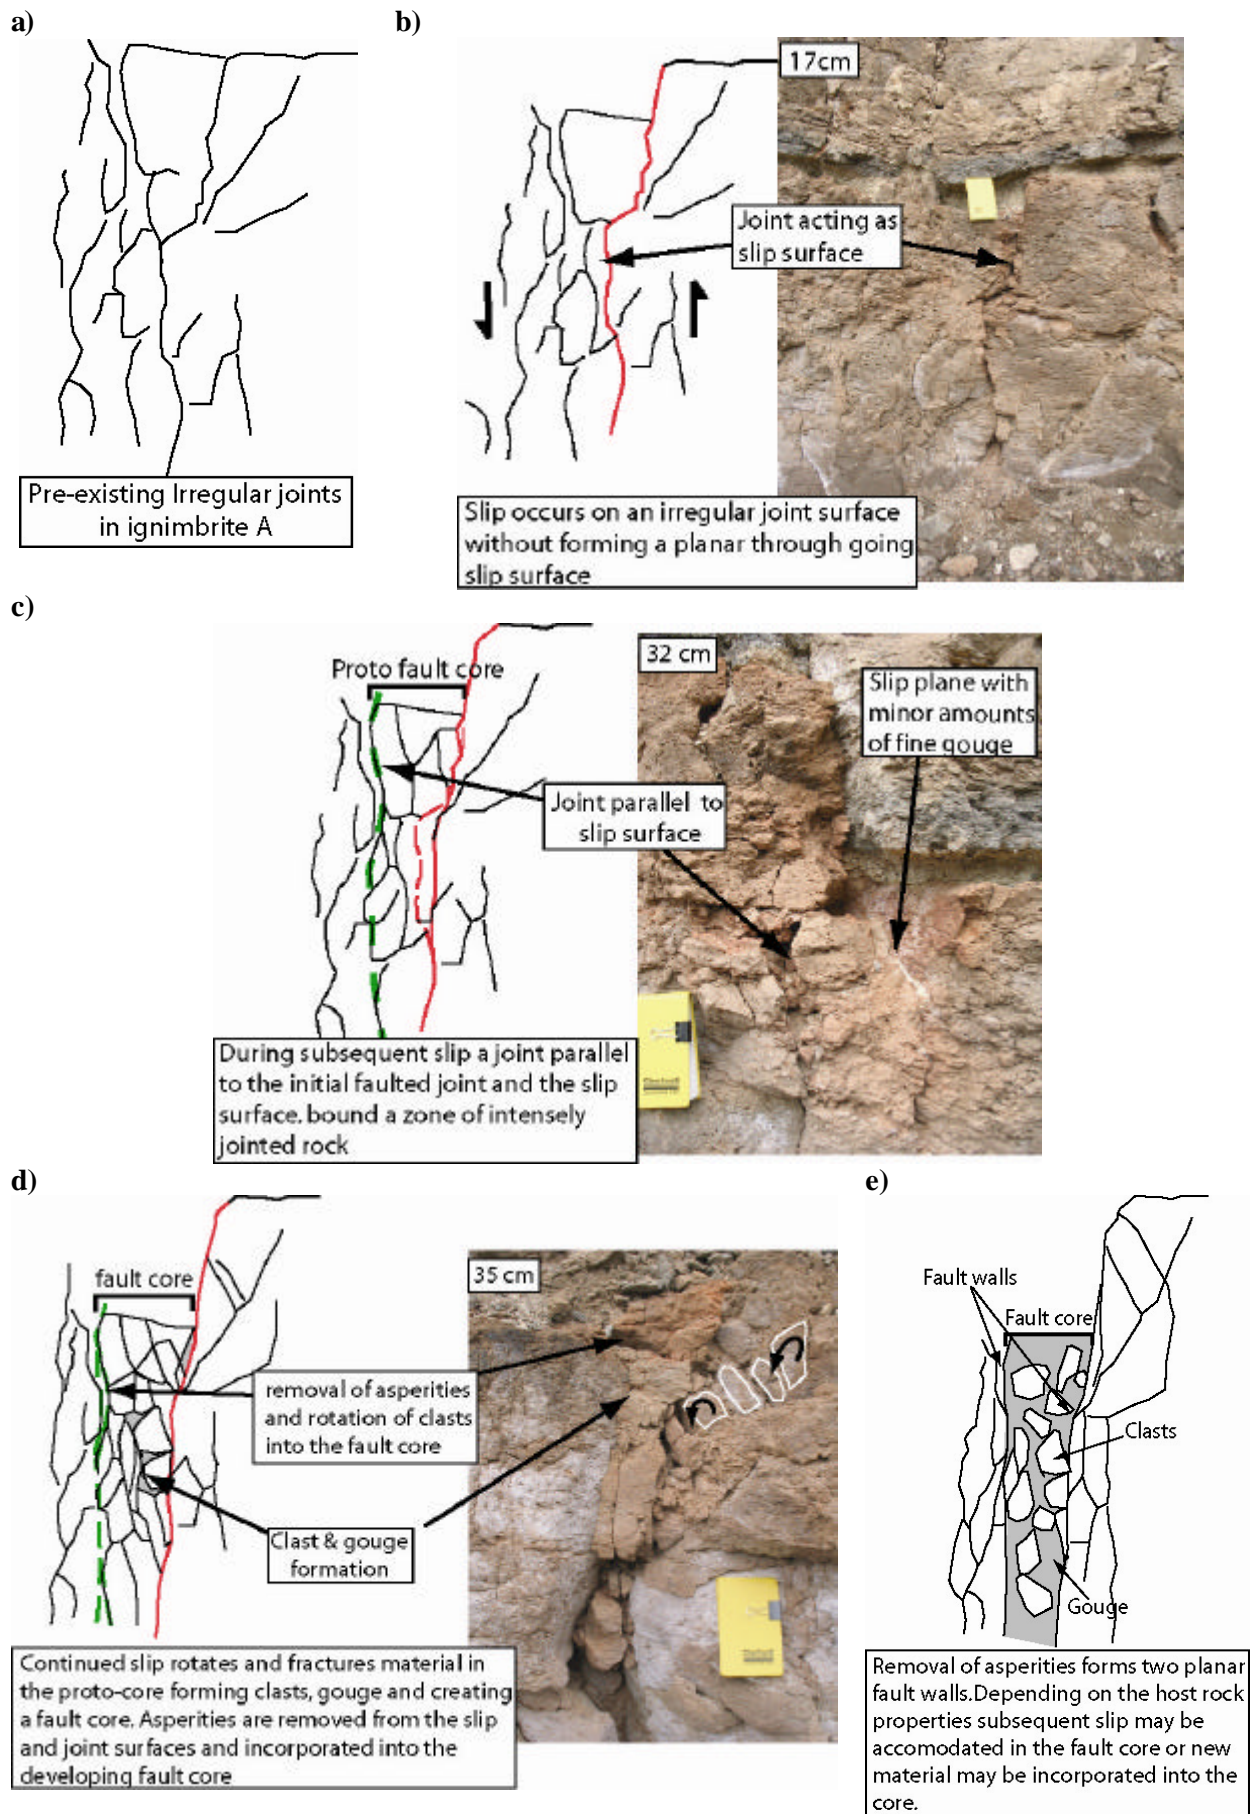 a)
b)
17cm
Joint acting as
slip surface
Pre-existing Irregular joints
in ignimbrite A
Slip occurs on an irregular joint surface
without forming a planar through going
slip surface
c)
Proto fault core
32 cm
Slip plane with
minor amounts
of fine gouge
Joint parallel to
slip surface
During subsequent slip a joint parallel
to the initial faulted joint and the slip
surface. bound a zone of intensely
jointed rock
d)
fault core
35 cm
removal of asperities
and rotation of clasts
into the fault core
Clast & gouge
formation
Continued slip rotates and fractures material in
the proto-core forming clasts, gouge and creating
a fault core. Asperities are removed from the slip
and joint surfaces and incorporated into the
developing fault core
e)
Fault walls
Fault core
Clasts
Gouge
Removal of asperities forms two planar
fault walls.Depending on the host rock
properties subsequent slip may be
accomodated in the fault core or new
material may be incorporated into the
core.